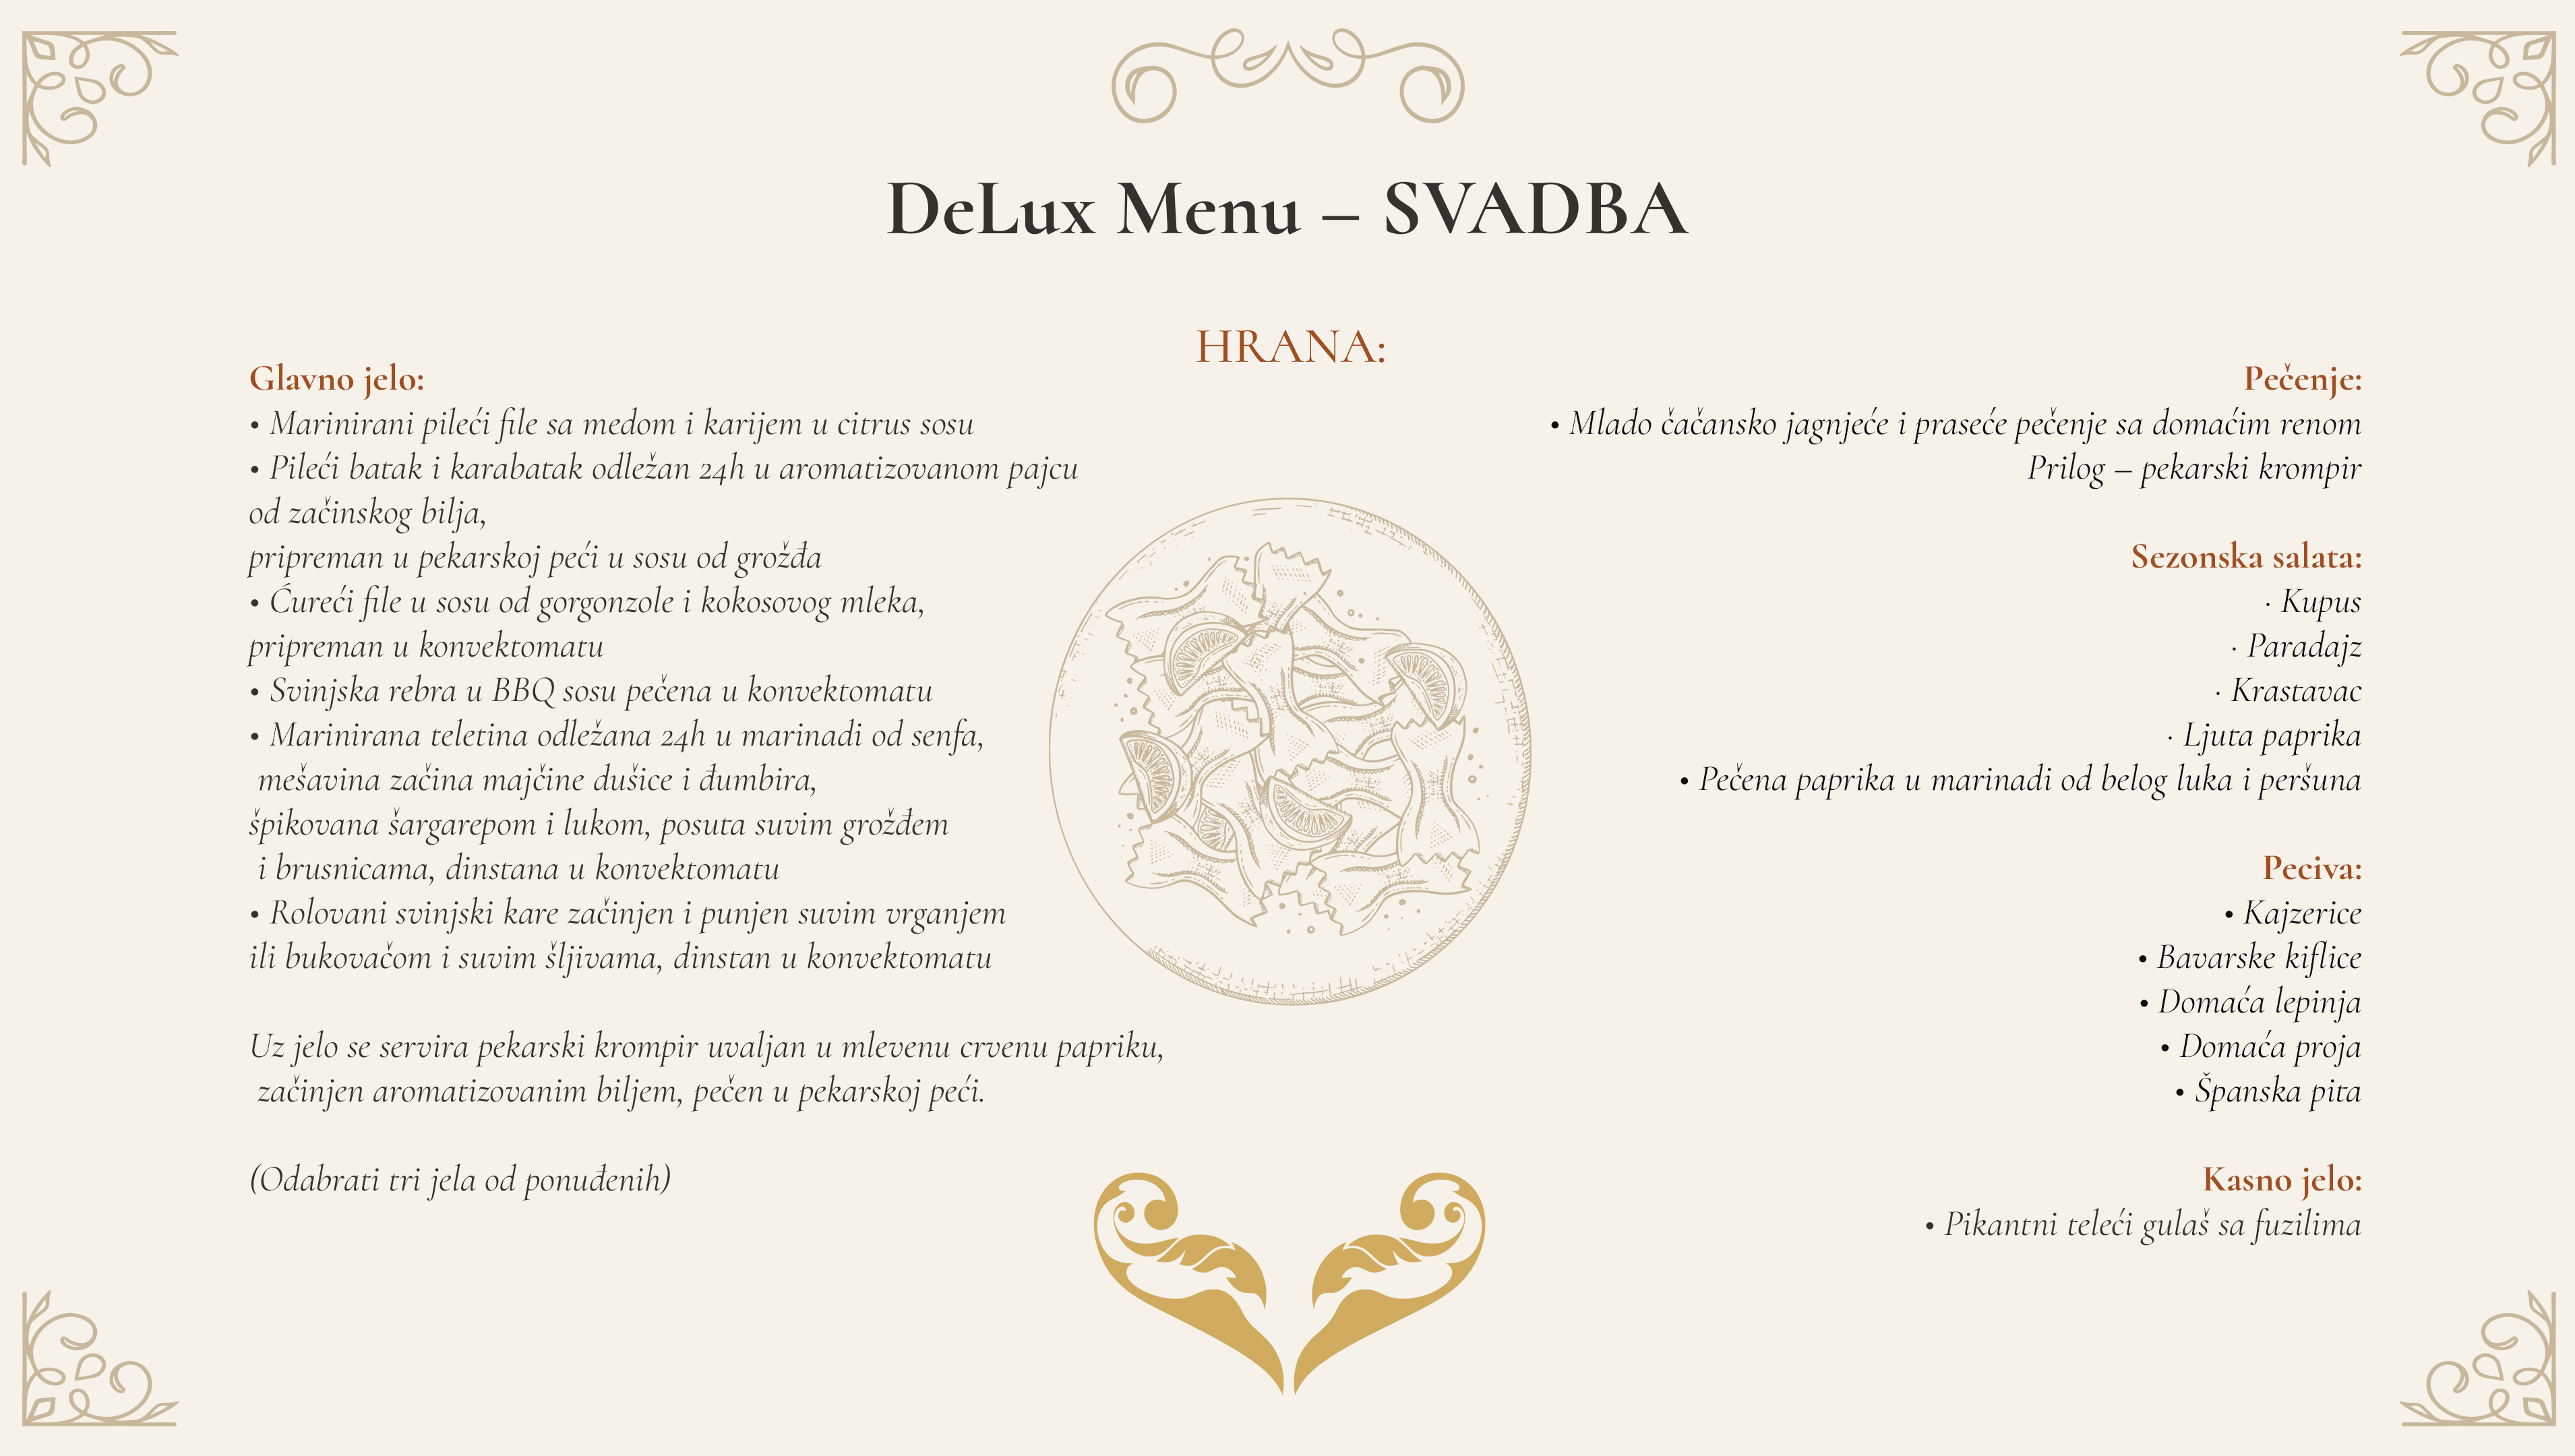 DeLux Menu – SVADBA
HRANA:
Glavno jelo:
• Marinirani pileći file sa medom i karijem u citrus sosu
• Pileći batak i karabatak odležan 24h u aromatizovanom pajcu
od začinskog bilja,
pripreman u pekarskoj peći u sosu od grožđa
• Ćureći file u sosu od gorgonzole i kokosovog mleka,
pripreman u konvektomatu
• Svinjska rebra u BBQ sosu pečena u konvektomatu
• Marinirana teletina odležana 24h u marinadi od senfa,
mešavina začina majčine dušice i đumbira,
špikovana šargarepom i lukom, posuta suvim grožđem
i brusnicama, dinstana u konvektomatu
• Rolovani svinjski kare začinjen i punjen suvim vrganjem
ili bukovačom i suvim šljivama, dinstan u konvektomatu
Uz jelo se servira pekarski krompir uvaljan u mlevenu crvenu papriku,
začinjen aromatizovanim biljem, pečen u pekarskoj peći.
(Odabrati tri jela od ponuđenih)
Pečenje:
• Mlado čačansko jagnjeće i praseće pečenje sa domaćim renom
Prilog – pekarski krompir
Sezonska salata:
· Kupus
· Paradajz
· Krastavac
· Ljuta paprika
• Pečena paprika u marinadi od belog luka i peršuna
Peciva:
• Kajzerice
• Bavarske kiflice
• Domaća lepinja
• Domaća proja
• Španska pita
Kasno jelo:
• Pikantni teleći gulaš sa fuzilima